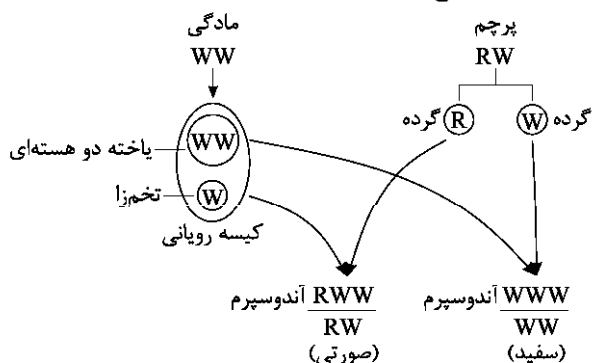 مادگی
WW
پرچم
RW
گرده R
W گرده
WW
یاخته دو هسته‌ای
W
تخم‌زا
کیسه رویانی
RWW آندوسپرم
RW
(صورتی)
WWW آندوسپرم
WW
(سفید)